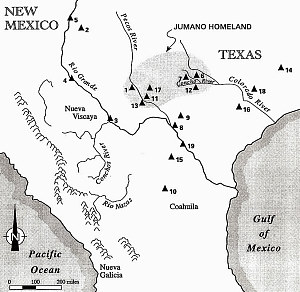 NEW
MEXICO
5
2
Pecos River
JUMANO HOMELAND
TEXAS
Rio Grande
4
1
17
11
13
7
6
12
Concho River
Colorado River
14
18
16
Nueva
Viscaya
3
Conchos River
8
9
19
15
10
Rio Nazas
Coahuila
Gulf
of
Mexico
Pacific
Ocean
Nueva
Galicia
0 100 200 miles